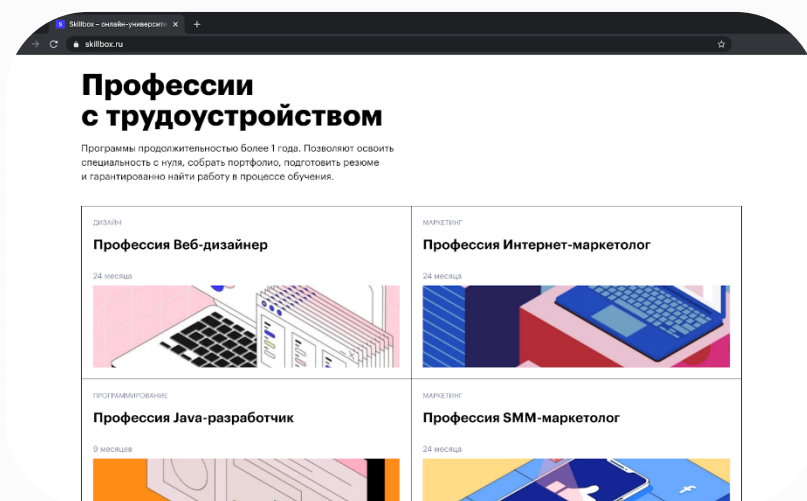 Skillbox – онлайн-университе
skillbox.ru
Профессии
с трудоустройством
Программы продолжительностью более 1 года. Позволяют освоить
специальность с нуля, собрать портфолио, подготовить резюме
и гарантированно найти работу в процессе обучения.
ДИЗАЙН
Профессия Веб-дизайнер
24 месяца
МАРКЕТИНГ
Профессия Интернет-маркетолог
24 месяца
ПРОГРАММИРОВАНИЕ
Профессия Java-разработчик
9 месяцев
МАРКЕТИНГ
Профессия SMM-маркетолог
24 месяца